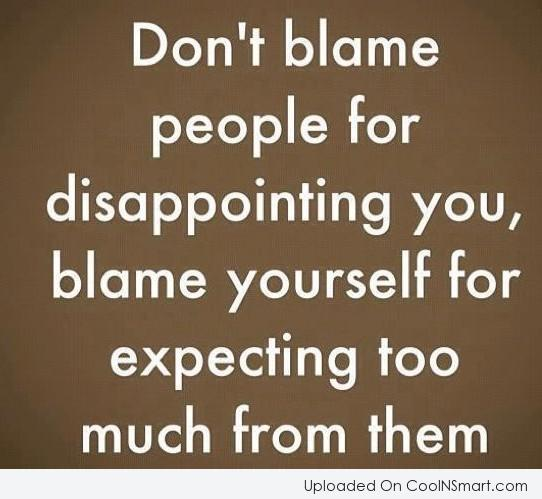 Don't blame
people for
disappointing you,
blame yourself for
expecting too
much from them
Uploaded On CoolNSmart.com